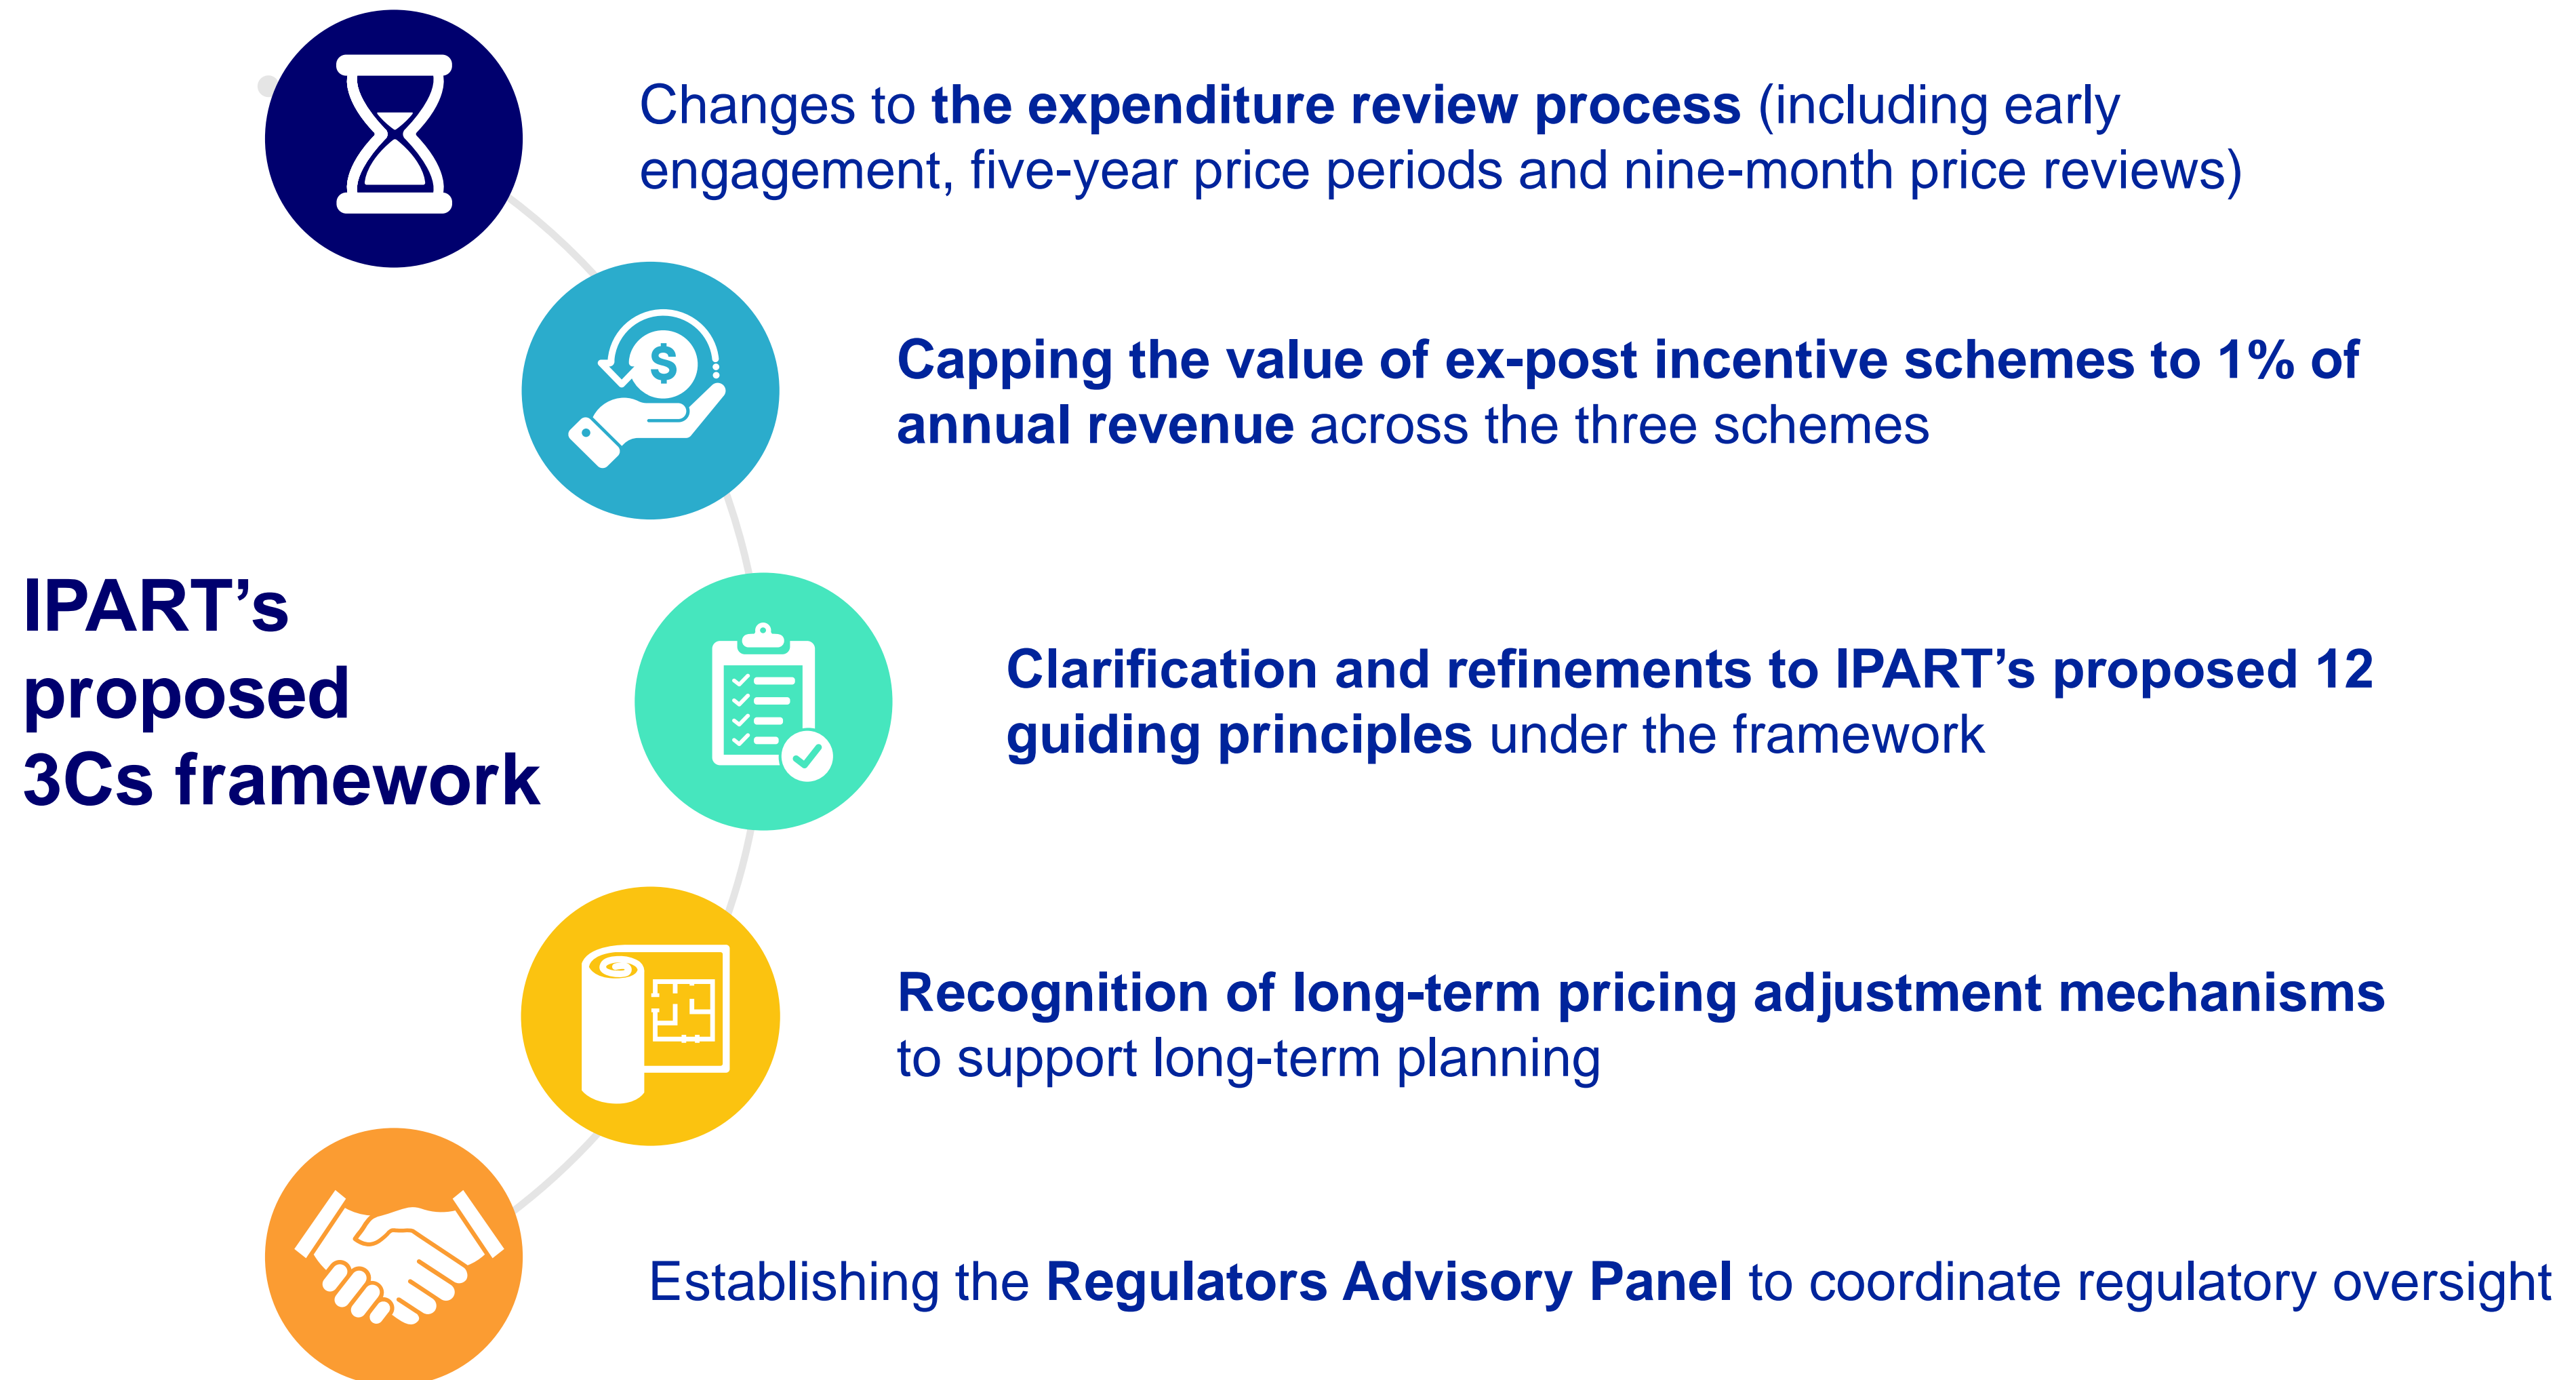 IPART’s
proposed
3Cs framework
Changes to the expenditure review process (including early
engagement, five-year price periods and nine-month price reviews)
$
Capping the value of ex-post incentive schemes to 1% of
annual revenue across the three schemes
Clarification and refinements to IPART’s proposed 12
guiding principles under the framework
Recognition of long-term pricing adjustment mechanisms
to support long-term planning
Establishing the Regulators Advisory Panel to coordinate regulatory oversight